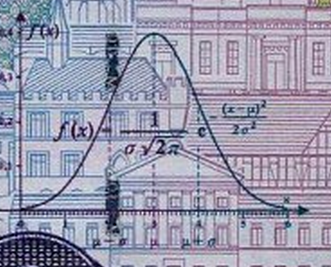 f(x)
f(x) = 1/(σ√2π) e^(-(x-μ)²/(2σ²))
x
μ-σ μ μ+σ